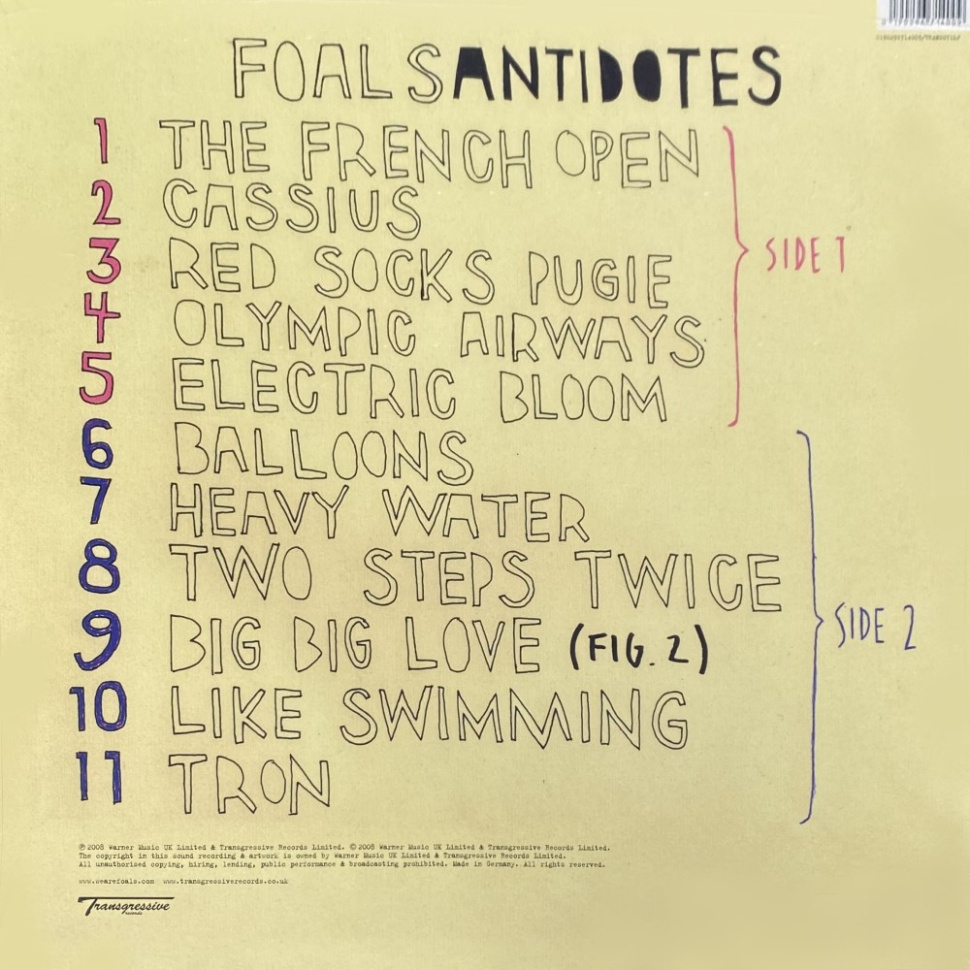 FOALS ANTIDOTES
1 THE FRENCH OPEN
2 CASSIUS
3 RED SOCKS PUGIE
4 OLYMPIC AIRWAYS
5 ELECTRIC BLOOM
SIDE 1
6 BALLOONS
7 HEAVY WATER
8 TWO STEPS TWICE
9 BIG BIG LOVE (FIG. 2)
10 LIKE SWIMMING
11 TRON
SIDE 2
℗ 2008 Warner Music UK Limited & Transgressive Records Limited. © 2008 Warner Music UK Limited & Transgressive Records Limited.
The copyright in this sound recording & artwork is owned by Warner Music UK Limited & Transgressive Records Limited.
All unauthorized copying, hiring, lending, public performance & broadcasting prohibited. Made in Germany. All rights reserved.
www.wearefoals.com www.transgressiverecords.co.uk
Transgressive
records